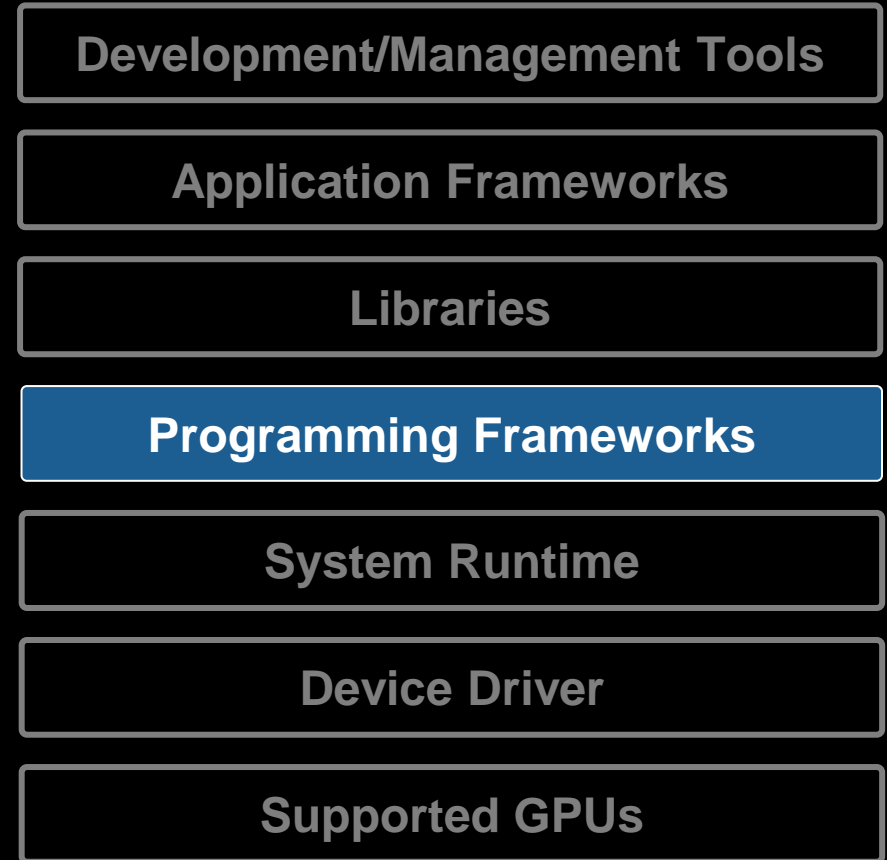 Development/Management Tools
Application Frameworks
Libraries
Programming Frameworks
System Runtime
Device Driver
Supported GPUs